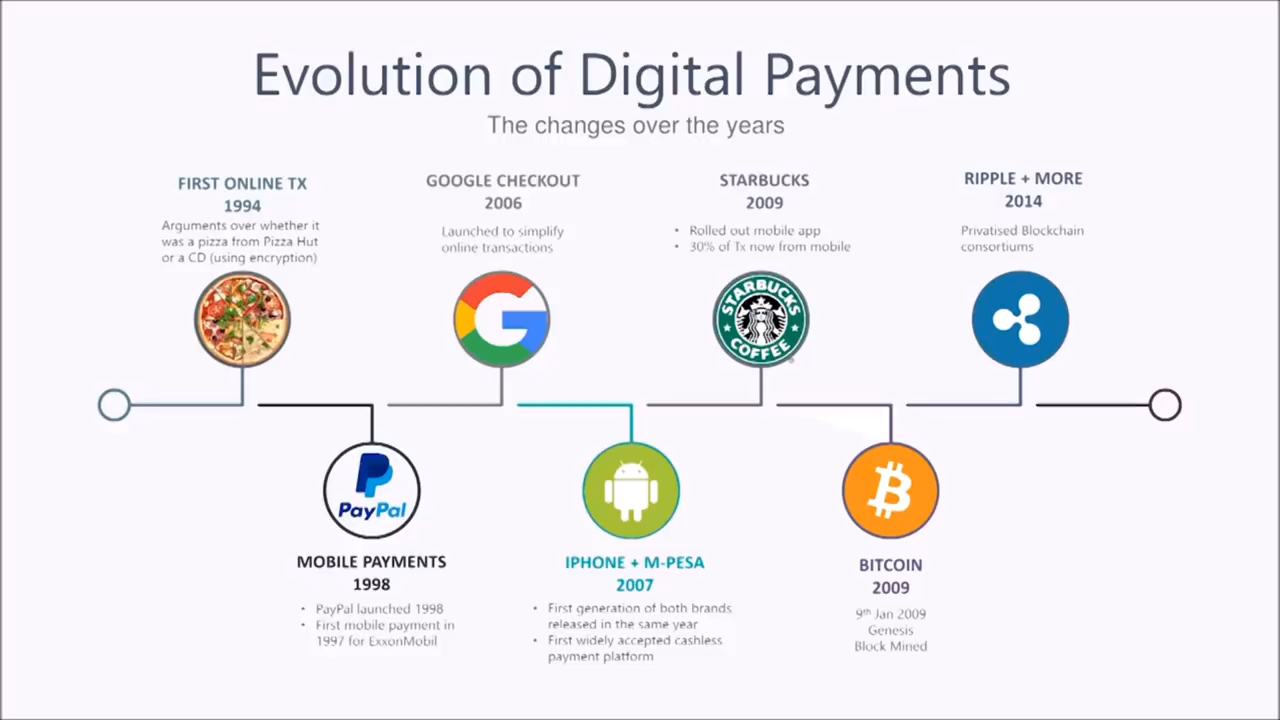 Evolution of Digital Payments
The changes over the years
FIRST ONLINE TX
1994
Arguments over whether it
was a pizza from Pizza Hut
or a CD (using encryption)
GOOGLE CHECKOUT
2006
Launched to simplify
online transactions
STARBUCKS
2009
• Rolled out mobile app
• 30% of Tx now from mobile
RIPPLE + MORE
2014
Privatised Blockchain
consortiums
STARBUCKS
COFFEE
PayPal
MOBILE PAYMENTS
1998
• PayPal launched 1998
• First mobile payment in
1997 for ExxonMobil
IPHONE + M-PESA
2007
• First generation of both brands
released in the same year
• First widely accepted cashless
payment platform
BITCOIN
2009
9th Jan 2009
Genesis
Block Mined